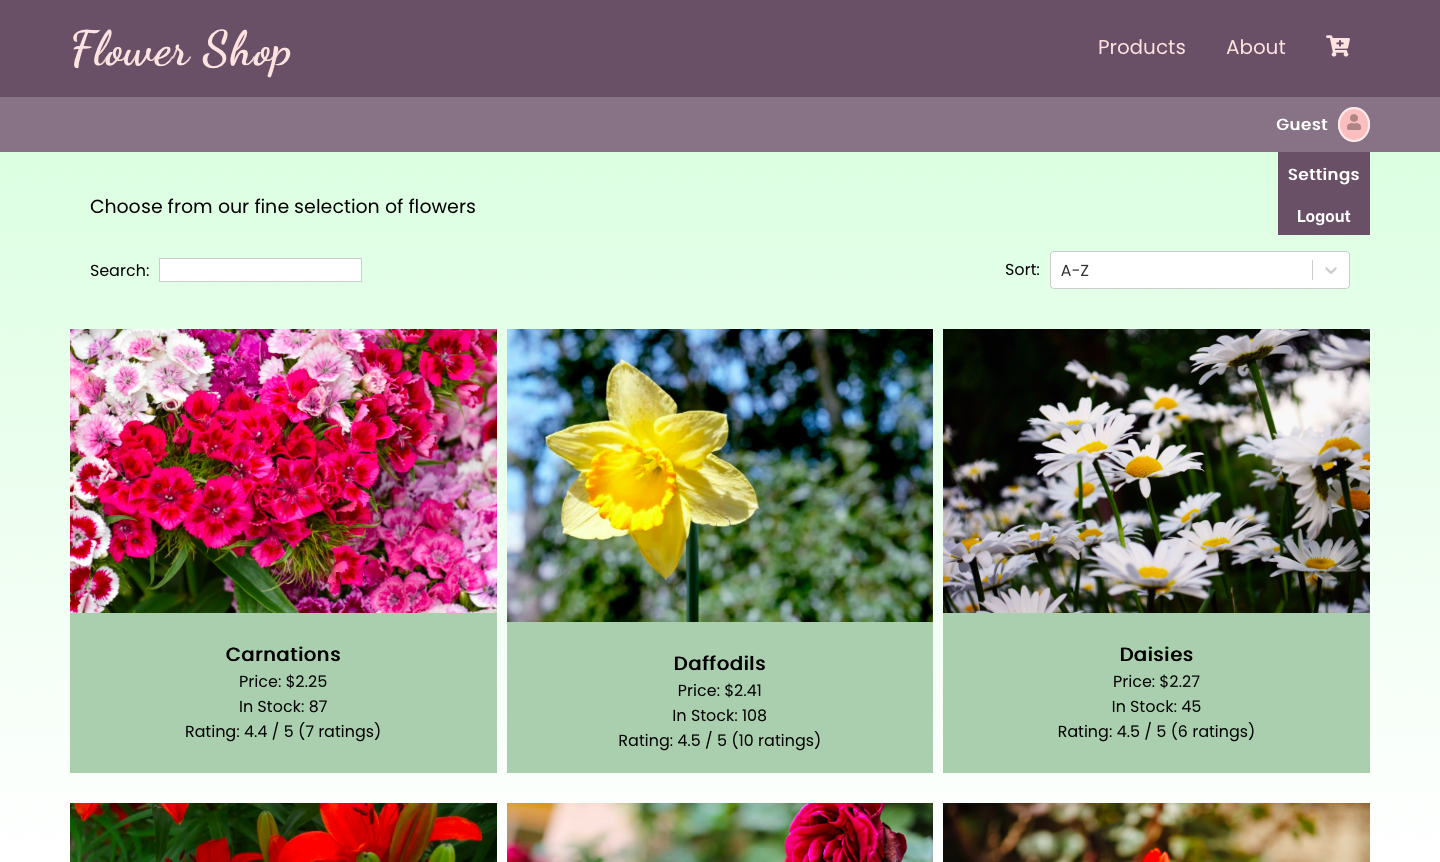 Flower Shop
Products
About
Guest
Settings
Logout
Choose from our fine selection of flowers
Search:
Sort:
A-Z
Carnations
Price: $2.25
In Stock: 87
Rating: 4.4 / 5 (7 ratings)
Daffodils
Price: $2.41
In Stock: 108
Rating: 4.5 / 5 (10 ratings)
Daisies
Price: $2.27
In Stock: 45
Rating: 4.5 / 5 (6 ratings)